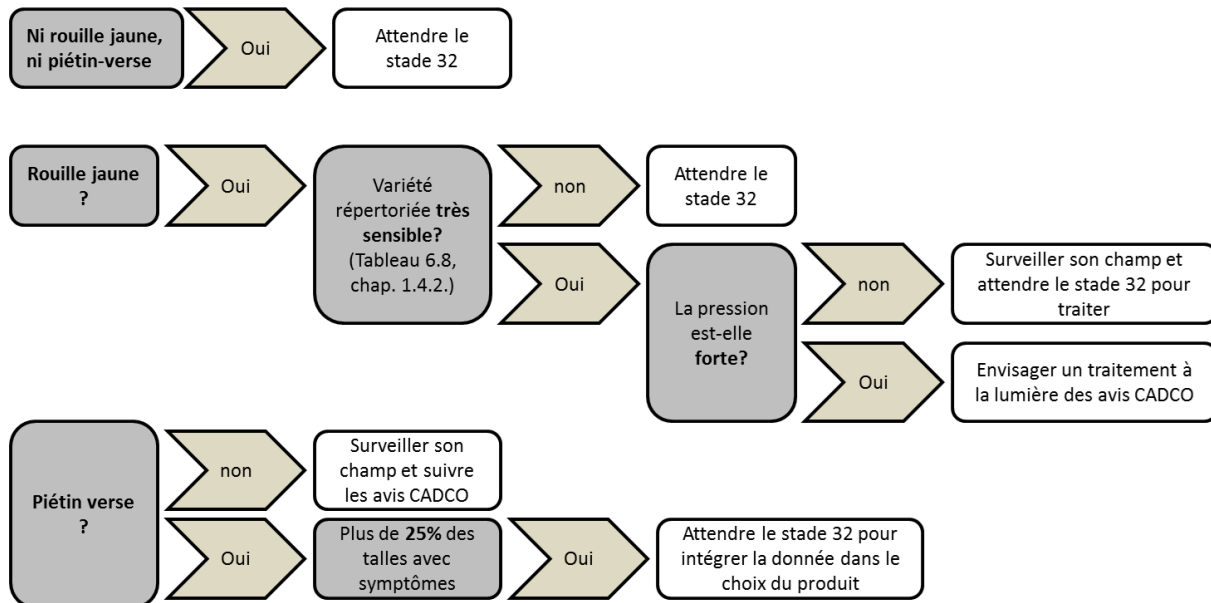 Ni rouille jaune,
ni piétin-verse
Oui
Attendre le
stade 32
Rouille jaune
?
Oui
Variété
répertoriée très
sensible?
(Tableau 6.8,
chap. 1.4.2.)
non
Attendre le
stade 32
Oui
La pression
est-elle
forte?
non
Surveiller son champ et
attendre le stade 32 pour
traiter
Oui
Envisager un traitement à
la lumière des avis CADCO
Piétin verse
?
non
Surveiller son
champ et suivre
les avis CADCO
Oui
Plus de 25% des
talles avec
symptômes
Oui
Attendre le stade 32 pour
intégrer la donnée dans le
choix du produit